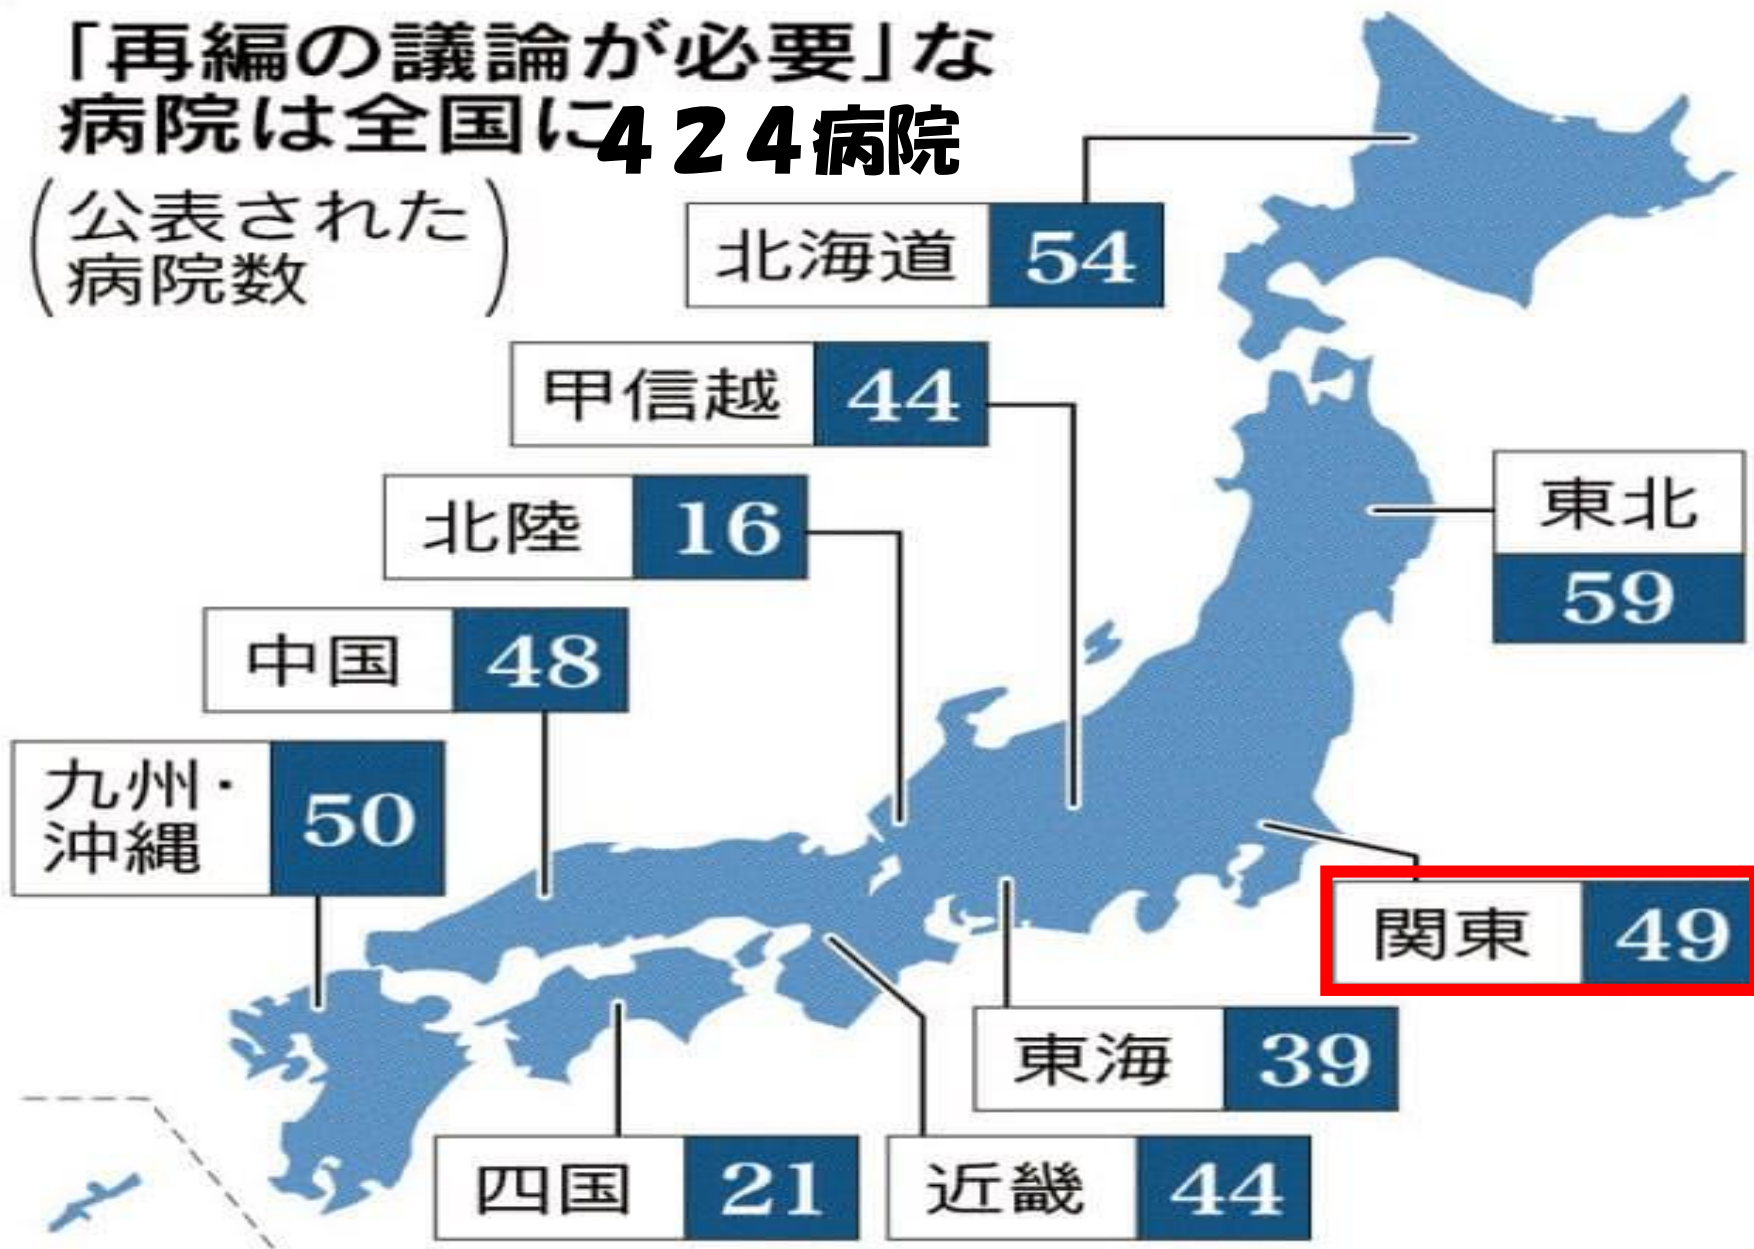 「再編の議論が必要」な
病院は全国に４２４病院
(公表された
病院数)
北海道 54
甲信越 44
北陸 16
東北
59
中国 48
九州・
沖縄 50
関東 49
東海 39
四国 21
近畿 44